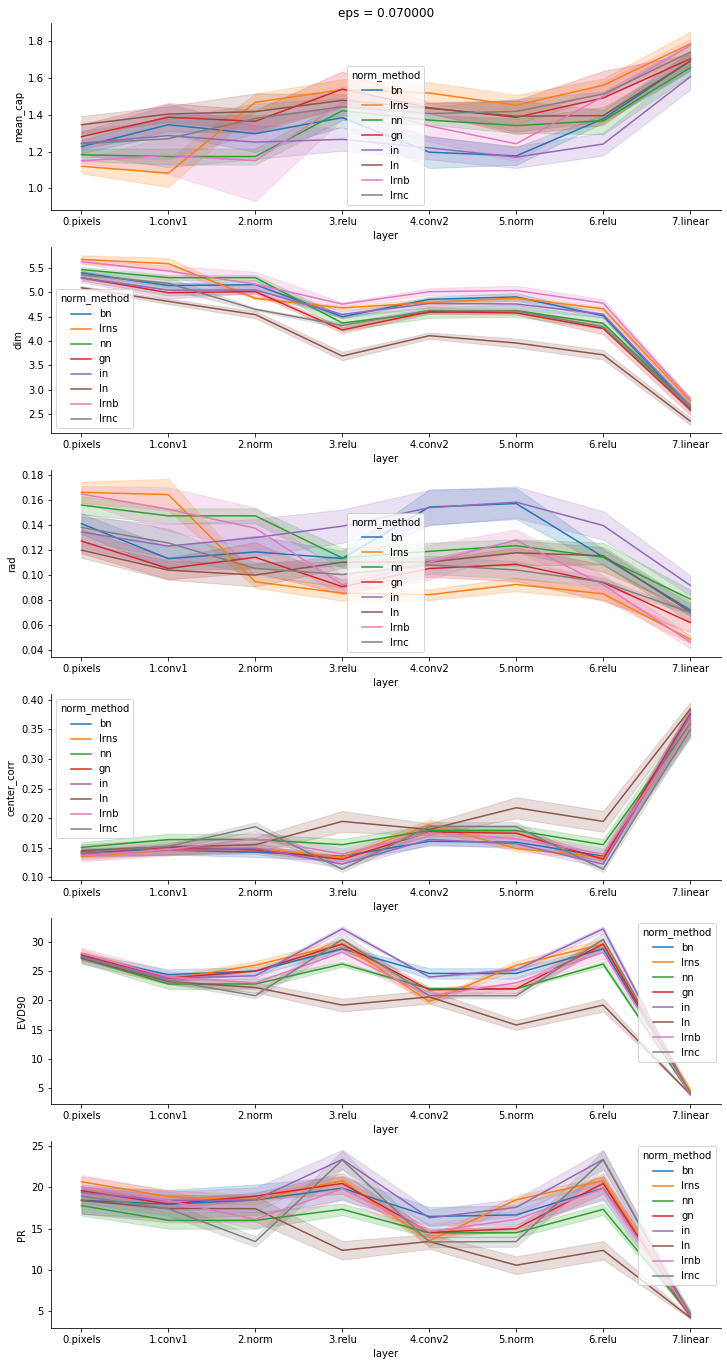 eps = 0.070000
mean_cap
1.8
1.6
1.4
1.2
1.0
norm_method
bn
lrns
nn
gn
in
ln
lrnb
lrnc
0.pixels 1.conv1 2.norm 3.relu 4.conv2 5.norm 6.relu 7.linear
layer
dim
5.5
5.0
4.5
4.0
3.5
3.0
2.5
norm_method
bn
lrns
nn
gn
in
ln
lrnb
lrnc
0.pixels 1.conv1 2.norm 3.relu 4.conv2 5.norm 6.relu 7.linear
layer
rad
0.18
0.16
0.14
0.12
0.10
0.08
0.06
0.04
norm_method
bn
lrns
nn
gn
in
ln
lrnb
lrnc
0.pixels 1.conv1 2.norm 3.relu 4.conv2 5.norm 6.relu 7.linear
layer
center_corr
0.40
0.35
0.30
0.25
0.20
0.15
0.10
norm_method
bn
lrns
nn
gn
in
ln
lrnb
lrnc
0.pixels 1.conv1 2.norm 3.relu 4.conv2 5.norm 6.relu 7.linear
layer
EVD90
30
25
20
15
10
5
norm_method
bn
lrns
nn
gn
in
ln
lrnb
lrnc
0.pixels 1.conv1 2.norm 3.relu 4.conv2 5.norm 6.relu 7.linear
layer
PR
25
20
15
10
5
norm_method
bn
lrns
nn
gn
in
ln
lrnb
lrnc
0.pixels 1.conv1 2.norm 3.relu 4.conv2 5.norm 6.relu 7.linear
layer